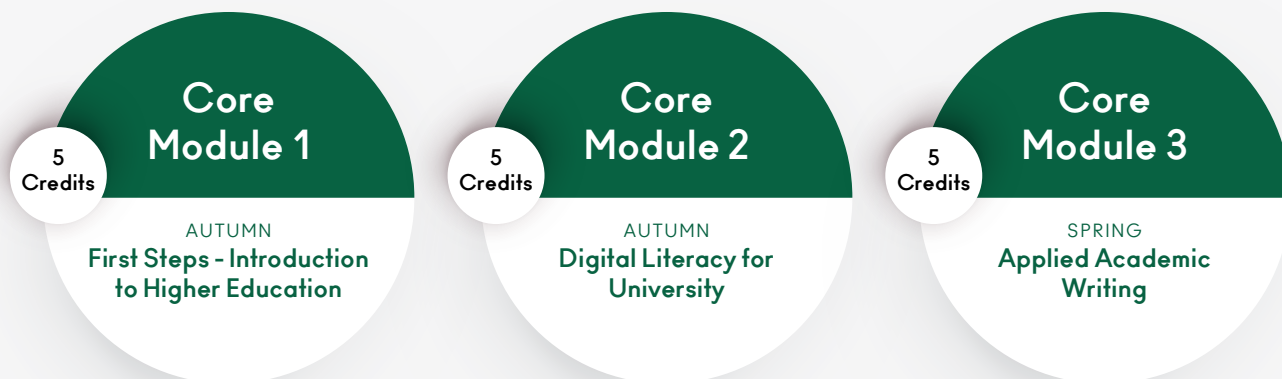 Core
Module 1
5
Credits
AUTUMN
First Steps - Introduction
to Higher Education
Core
Module 2
5
Credits
AUTUMN
Digital Literacy for
University
Core
Module 3
5
Credits
SPRING
Applied Academic
Writing